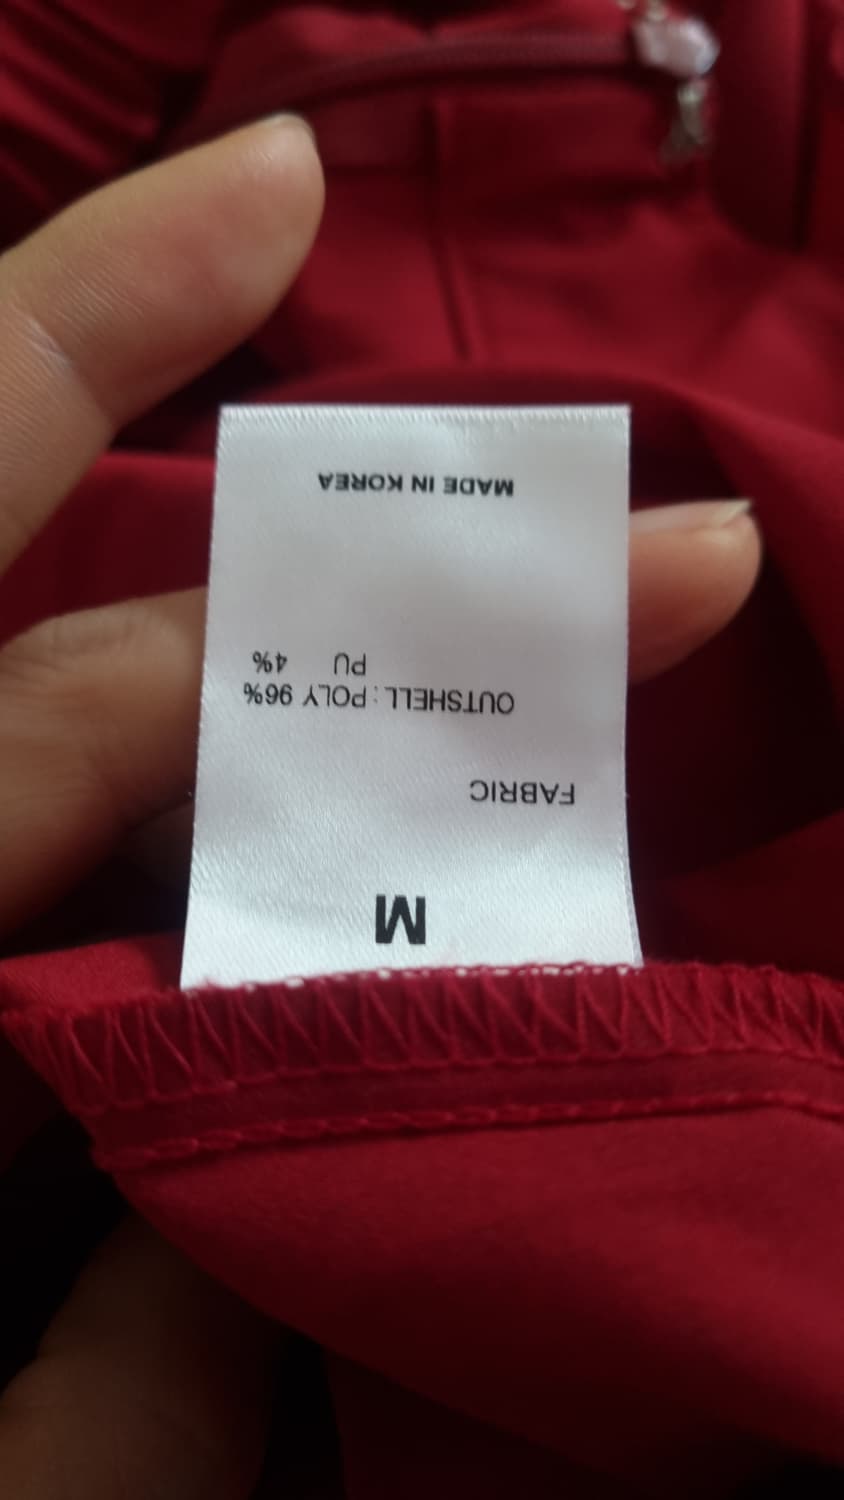 M
FABRIC
OUTSHELL : POLY 96%
PU 4%
MADE IN KOREA